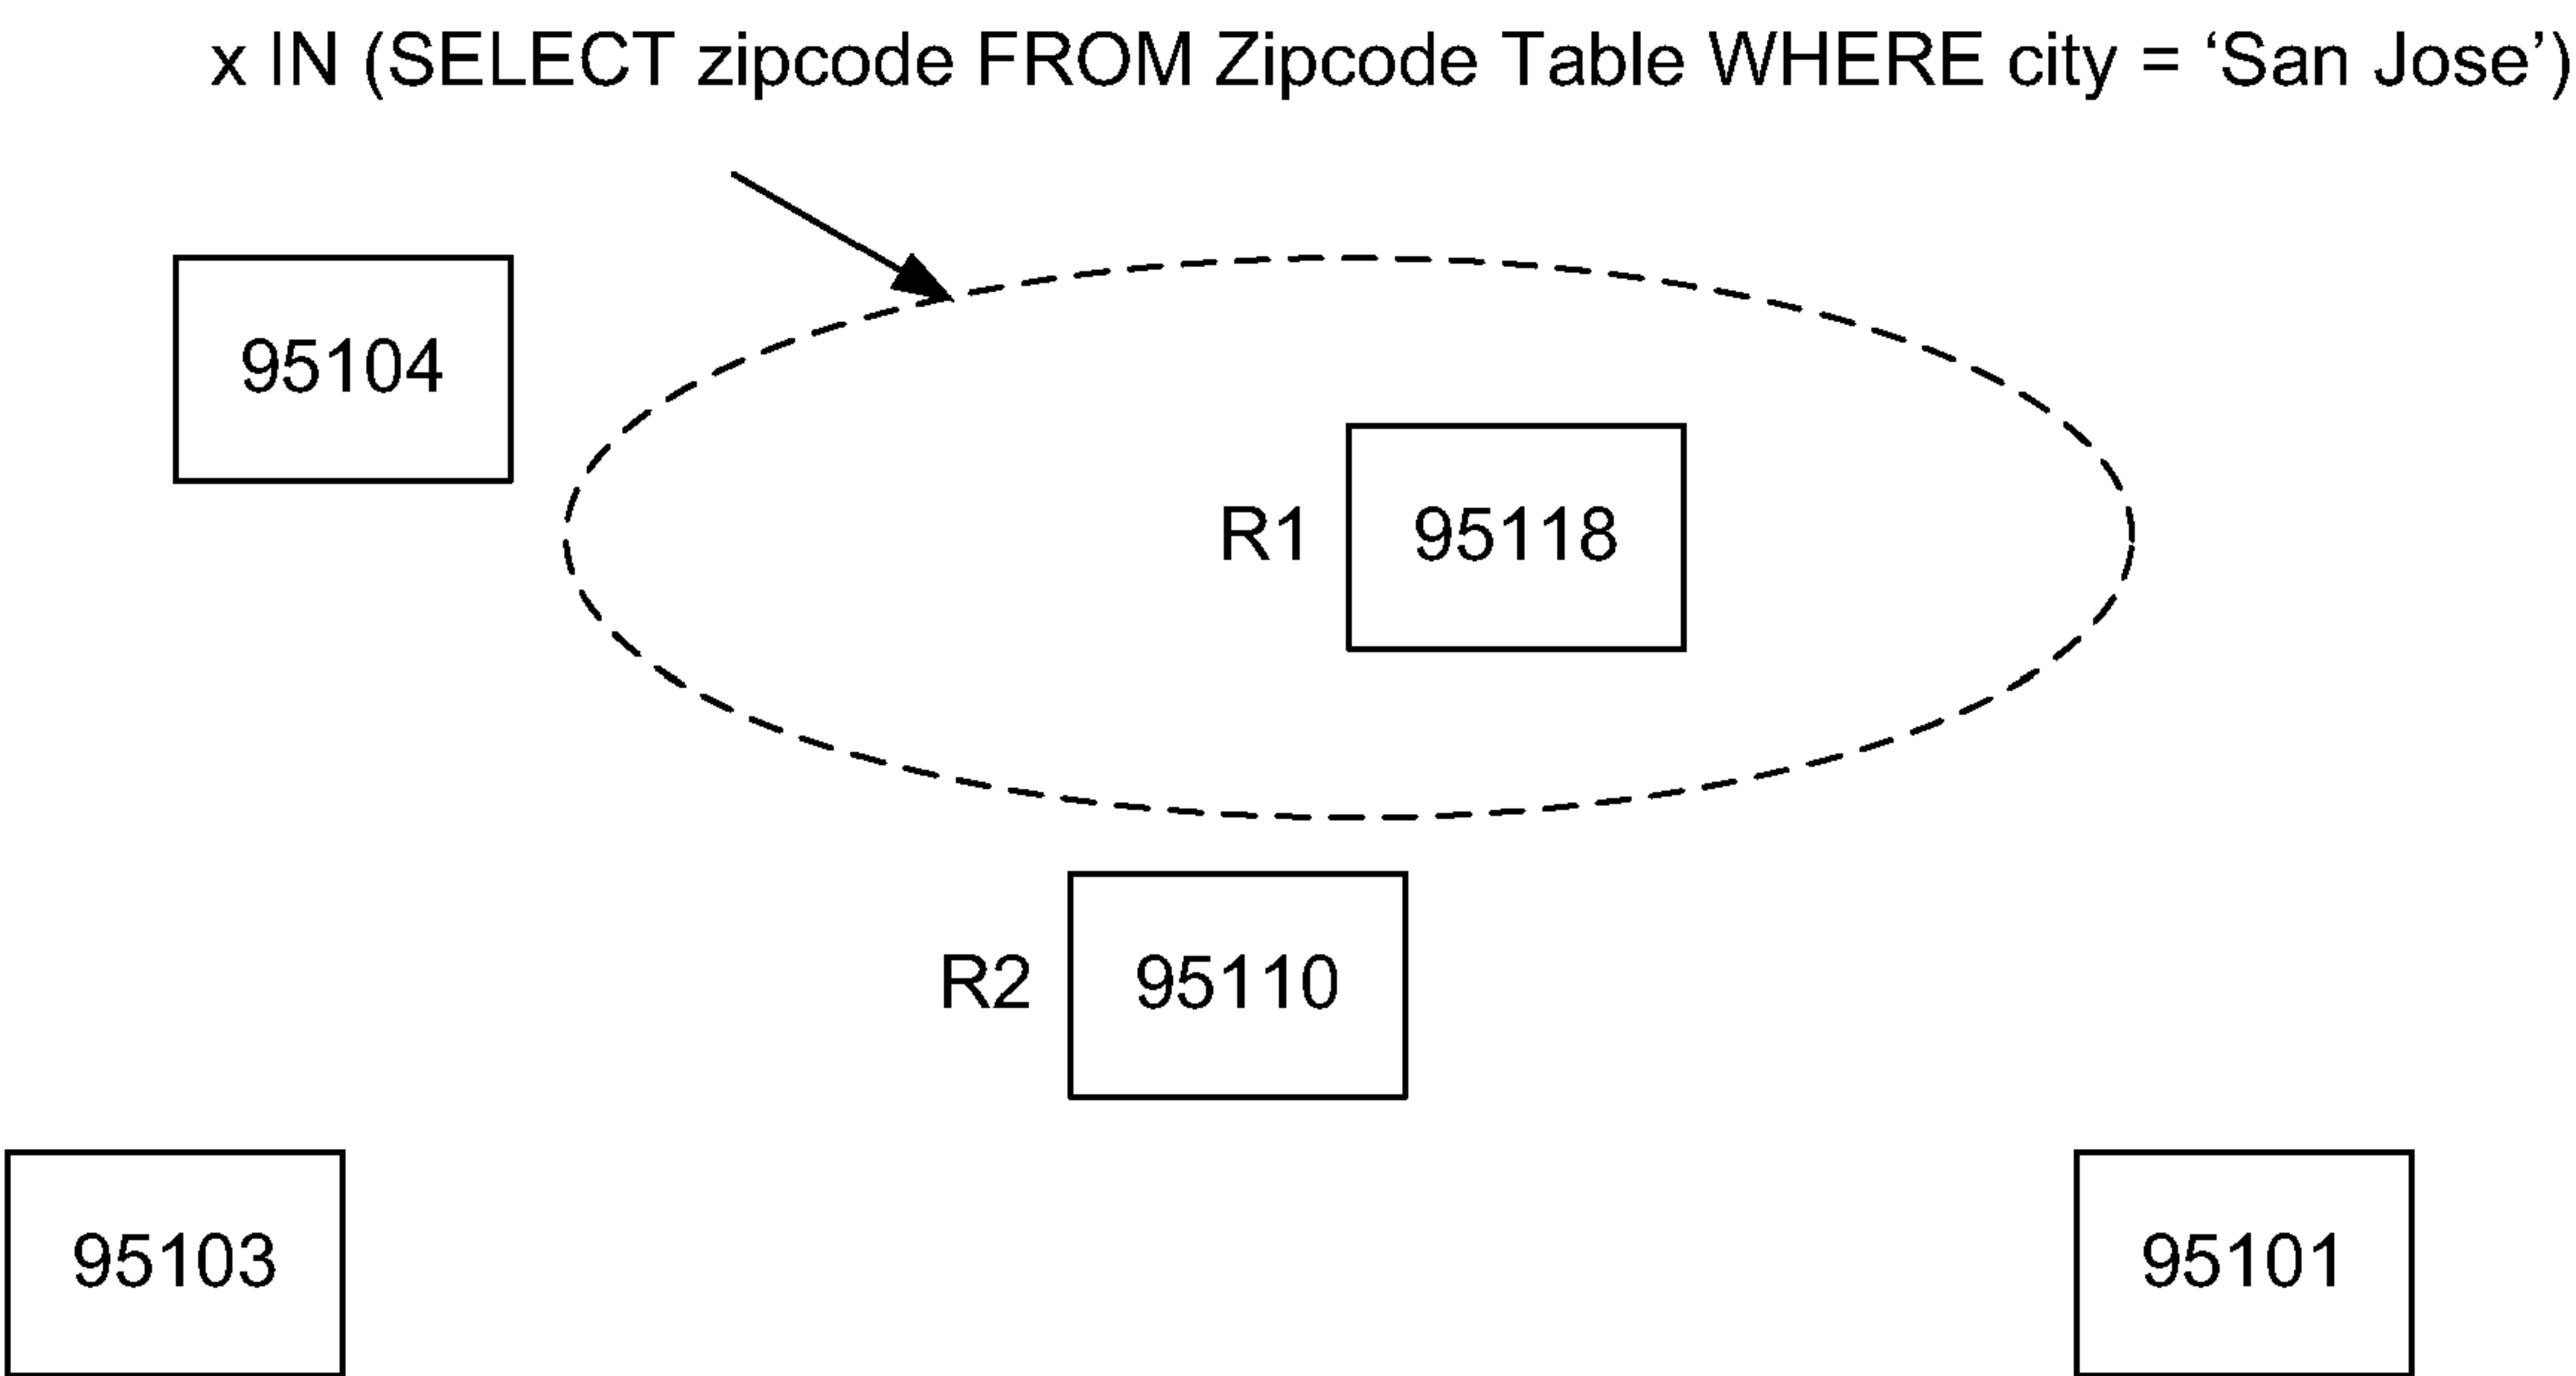 x IN (SELECT zipcode FROM Zipcode Table WHERE city = ‘San Jose’)
95104
R1 95118
R2 95110
95103 95101